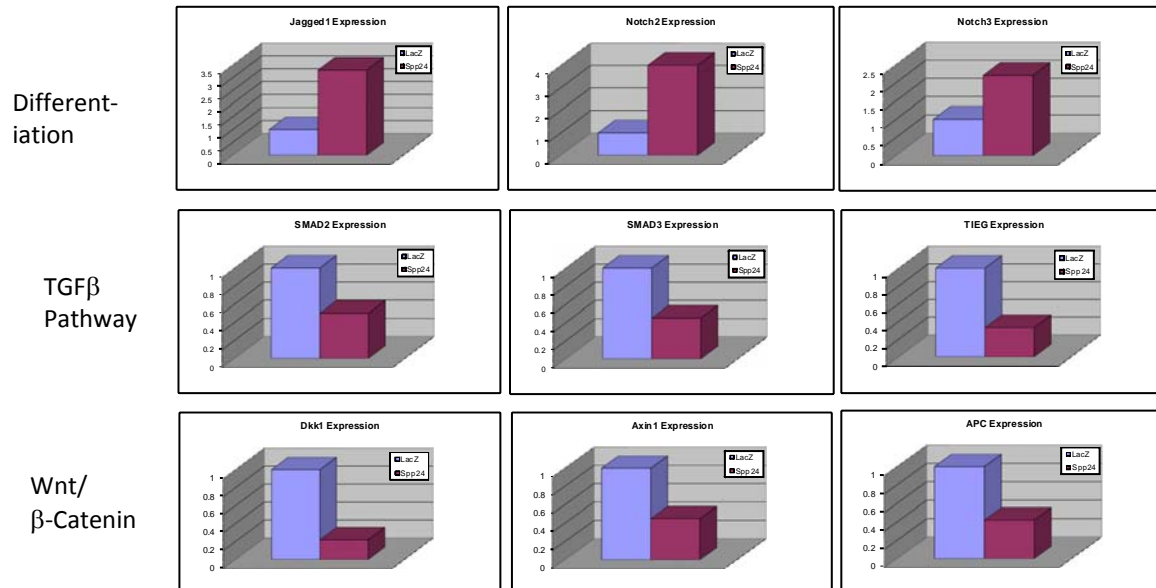 Jagged1 Expression
LacZ
Spp24
3.5
3
2.5
2
1.5
1
0.5
0
Notch2 Expression
LacZ
Spp24
4
3
2
1
0
Notch3 Expression
LacZ
Spp24
2.5
2
1.5
1
0.5
0
Different-
iation
SMAD2 Expression
LacZ
Spp24
1
0.8
0.6
0.4
0.2
0
SMAD3 Expression
LacZ
Spp24
1
0.8
0.6
0.4
0.2
0
TIEG Expression
LacZ
Spp24
1
0.8
0.6
0.4
0.2
0
TGFβ
Pathway
Dkk1 Expression
LacZ
Spp24
1
0.8
0.6
0.4
0.2
0
Axin1 Expression
LacZ
Spp24
1
0.8
0.6
0.4
0.2
0
APC Expression
LacZ
Spp24
1
0.8
0.6
0.4
0.2
0
Wnt/
β-Catenin